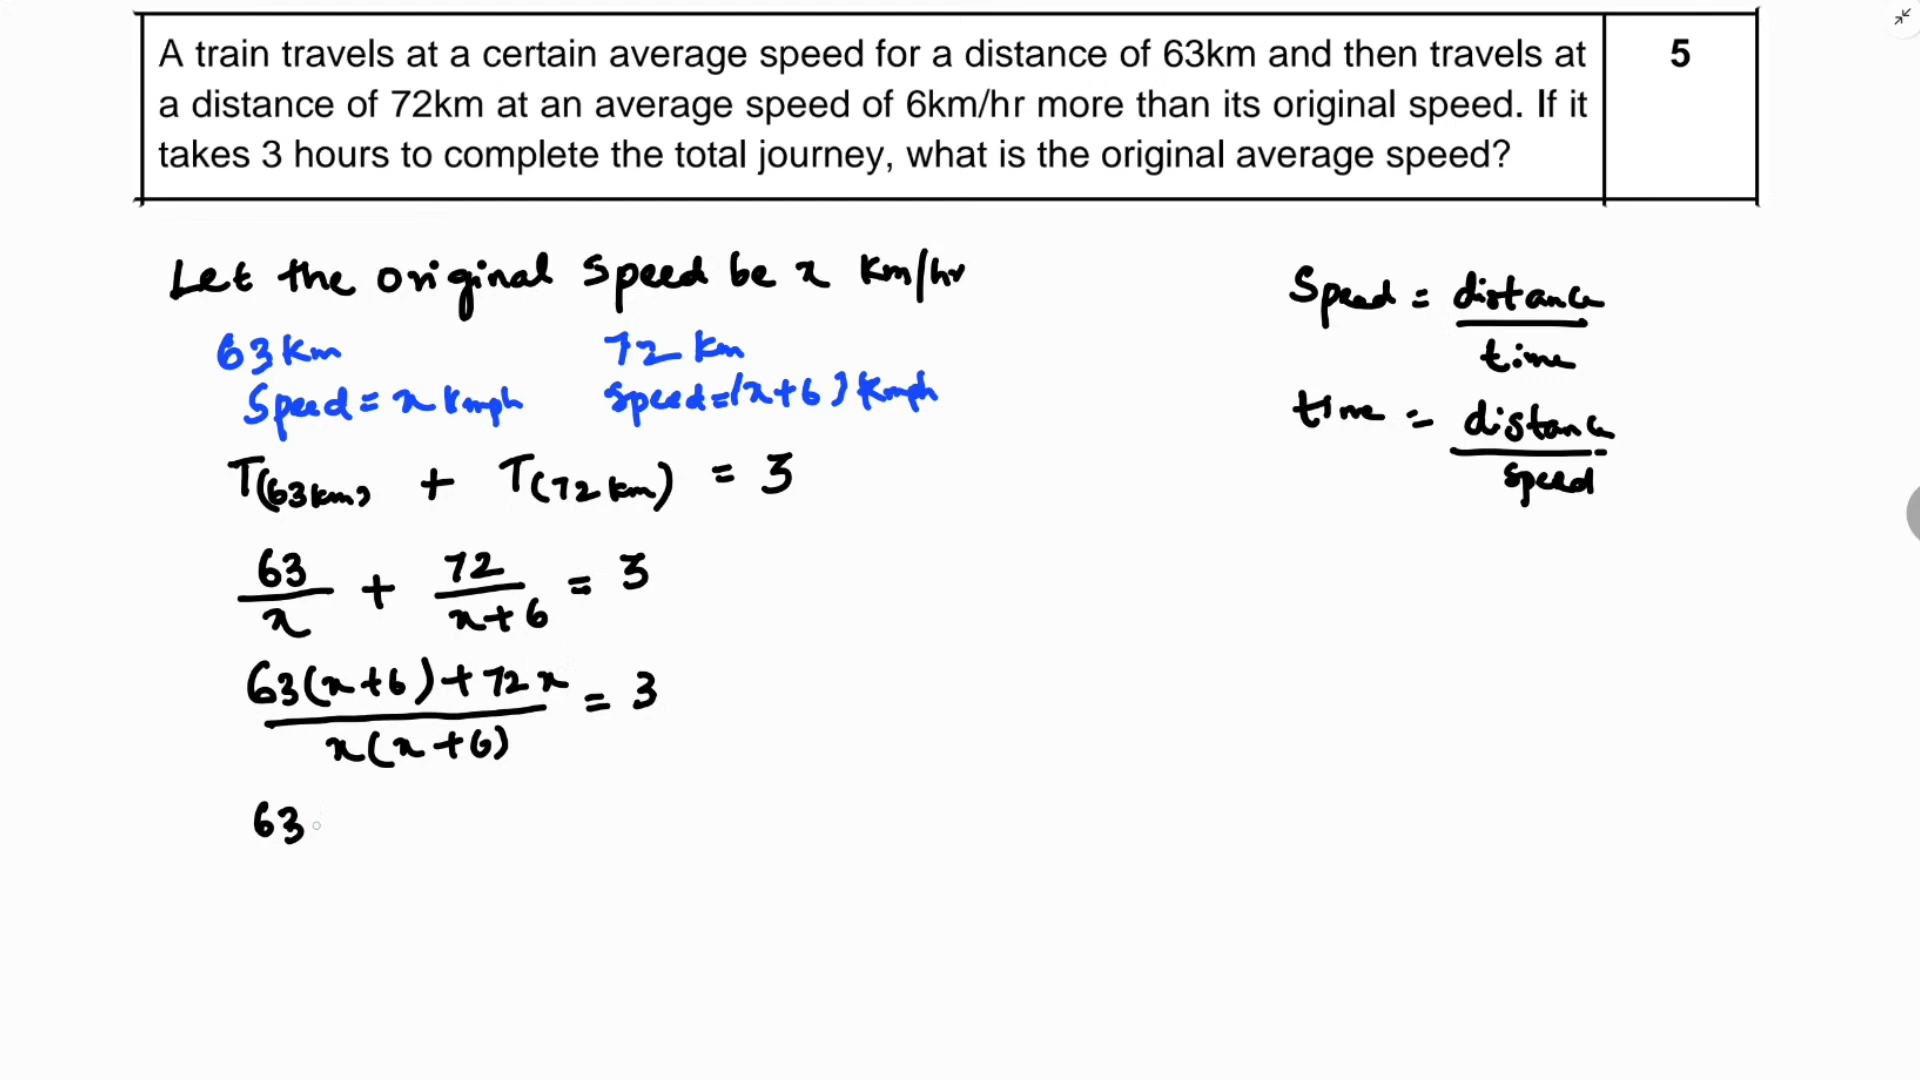 A train travels at a certain average speed for a distance of 63km and then travels at
a distance of 72km at an average speed of 6km/hr more than its original speed. If it
takes 3 hours to complete the total journey, what is the original average speed?
5
Let the original speed be x km/hr
63 km
Speed = x kmph
72 km
speed = (x+6) kmph
T(63km) + T(72 km) = 3
63/x + 72/x+6 = 3
63(x+6)+72x / x(x+6) = 3
63
Speed = distance
time
time = distance
speed